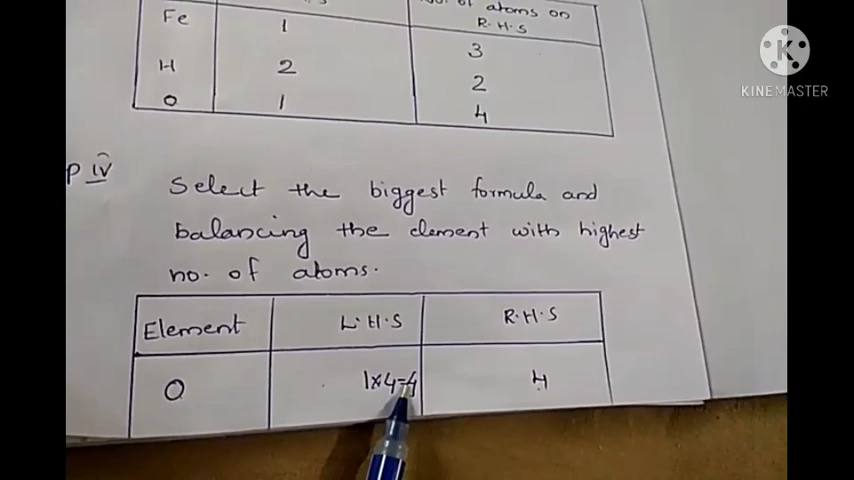 of atoms on
R.H.S
Fe 1 3
H 2 2
O 1 4
p iv
Select the biggest formula and
balancing the element with highest
no. of atoms.
Element L.H.S R.H.S
O 1×4=4 4
K
KINEMASTER